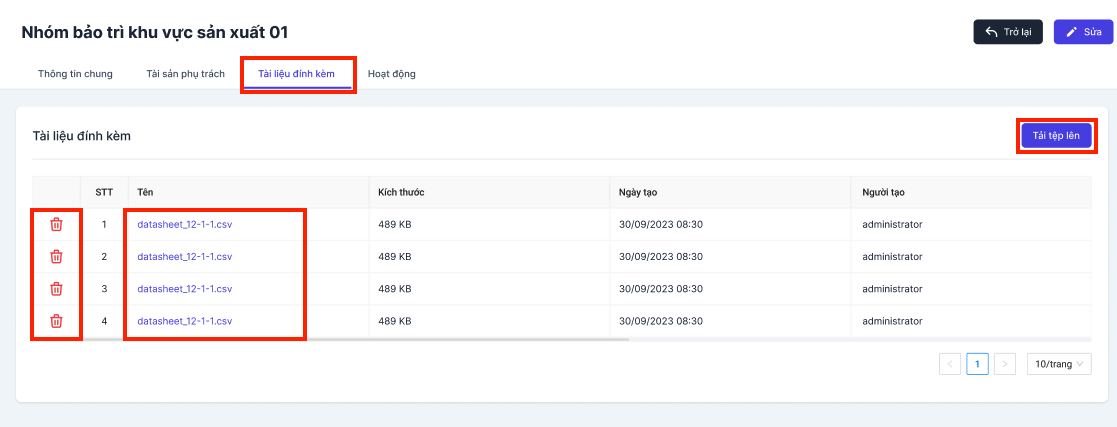 Nhóm bảo trì khu vực sản xuất 01
Trở lại
Sửa
Thông tin chung Tài sản phụ trách Tài liệu đính kèm Hoạt động
Tài liệu đính kèm
Tải tệp lên
STT Tên Kích thước Ngày tạo Người tạo
1 datasheet_12-1-1.csv 489 KB 30/09/2023 08:30 administrator
2 datasheet_12-1-1.csv 489 KB 30/09/2023 08:30 administrator
3 datasheet_12-1-1.csv 489 KB 30/09/2023 08:30 administrator
4 datasheet_12-1-1.csv 489 KB 30/09/2023 08:30 administrator
1 10/trang